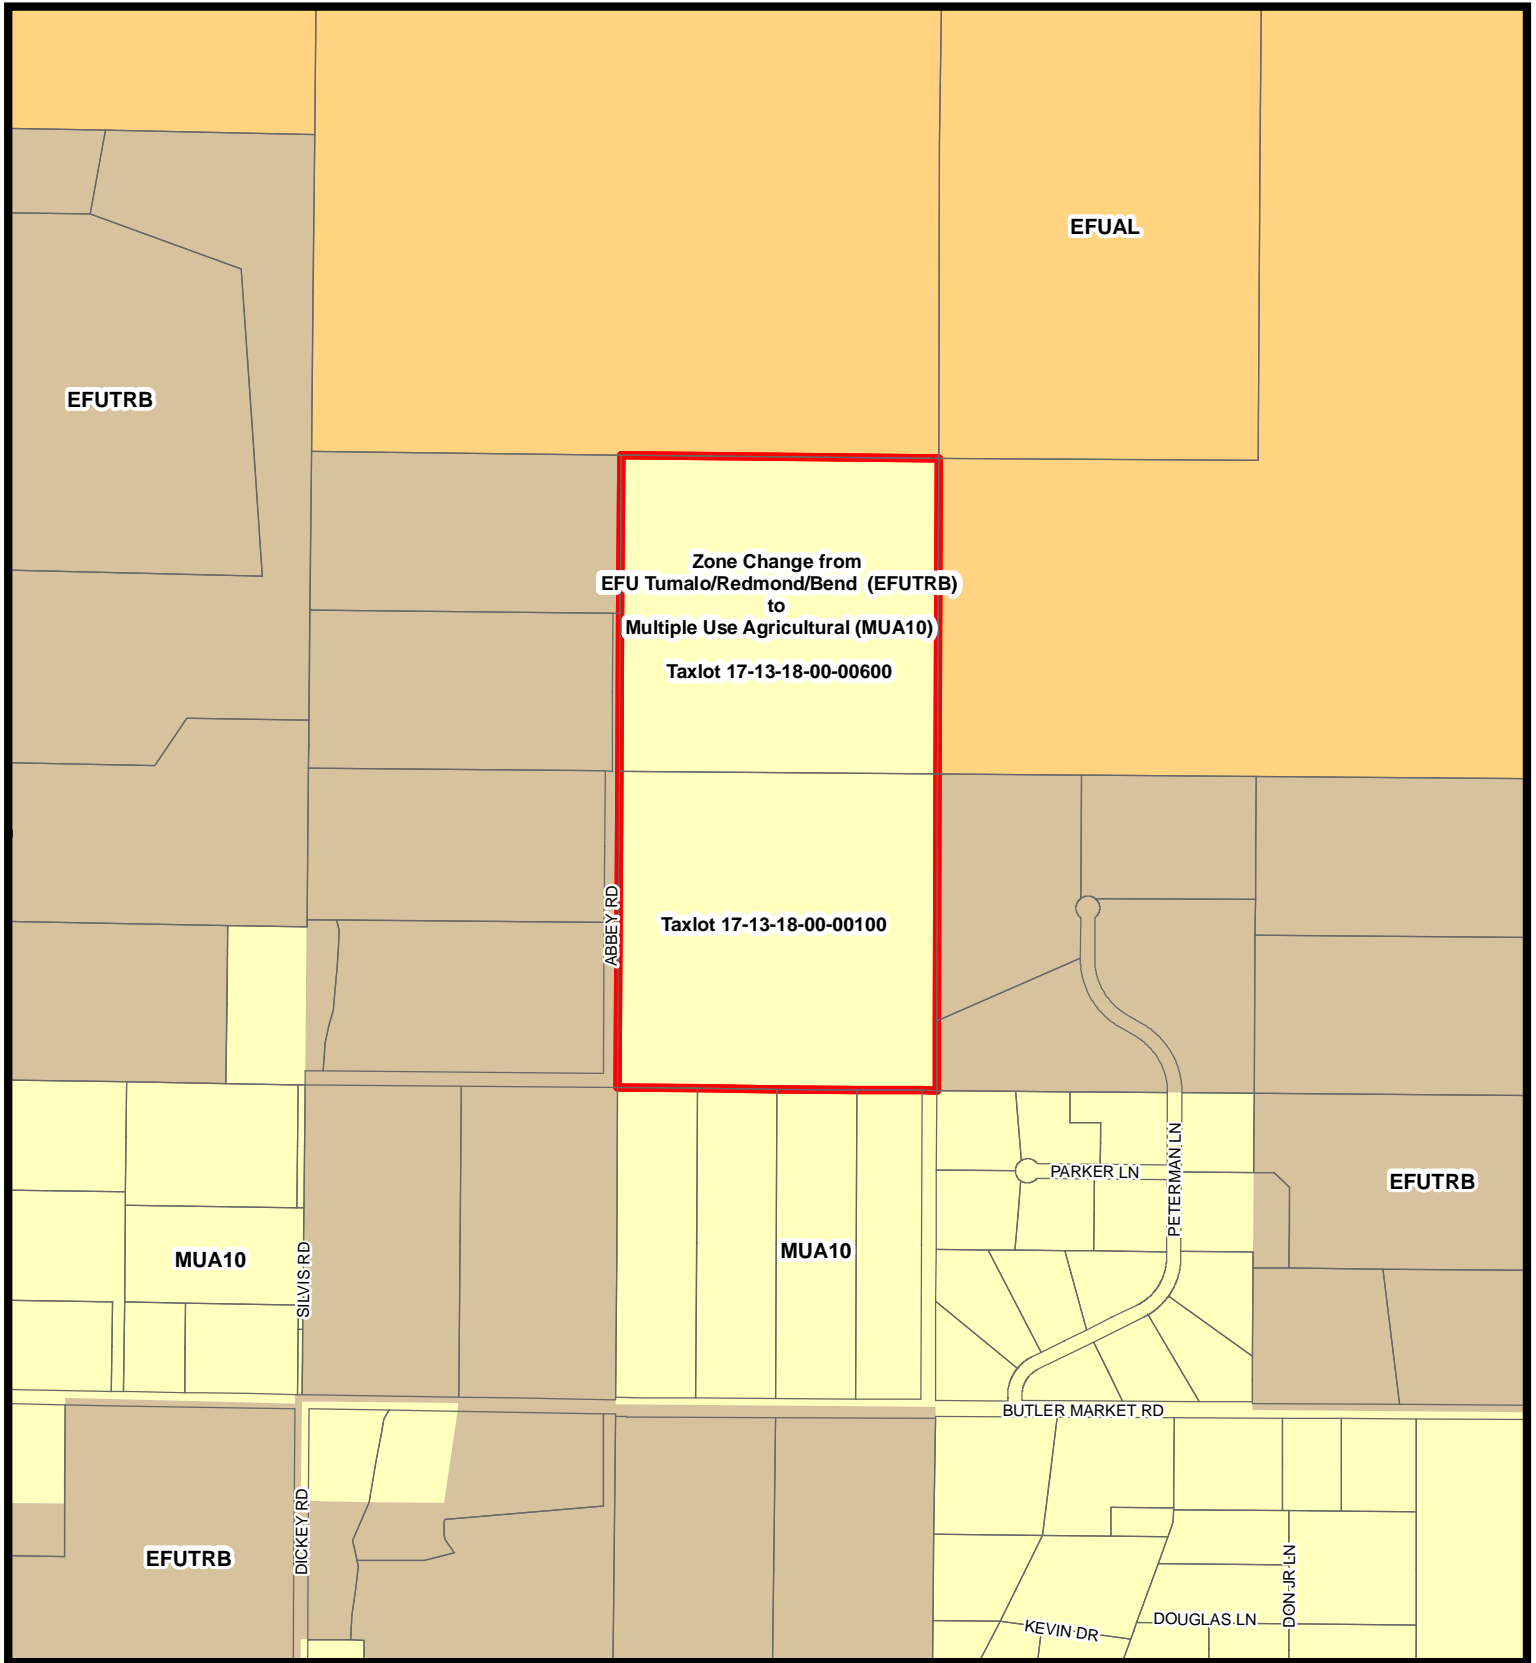 EFUAL
EFUTRB
Zone Change from
EFU Tumalo/Redmond/Bend (EFUTRB)
to
Multiple Use Agricultural (MUA10)
Taxlot 17-13-18-00-00600
ABBEY RD
Taxlot 17-13-18-00-00100
PARKER LN
PETERMAN LN
EFUTRB
MUA10
SILVIS RD
MUA10
BUTLER MARKET RD
DICKEY RD
EFUTRB
DON JR LN
DOUGLAS LN
KEVIN DR